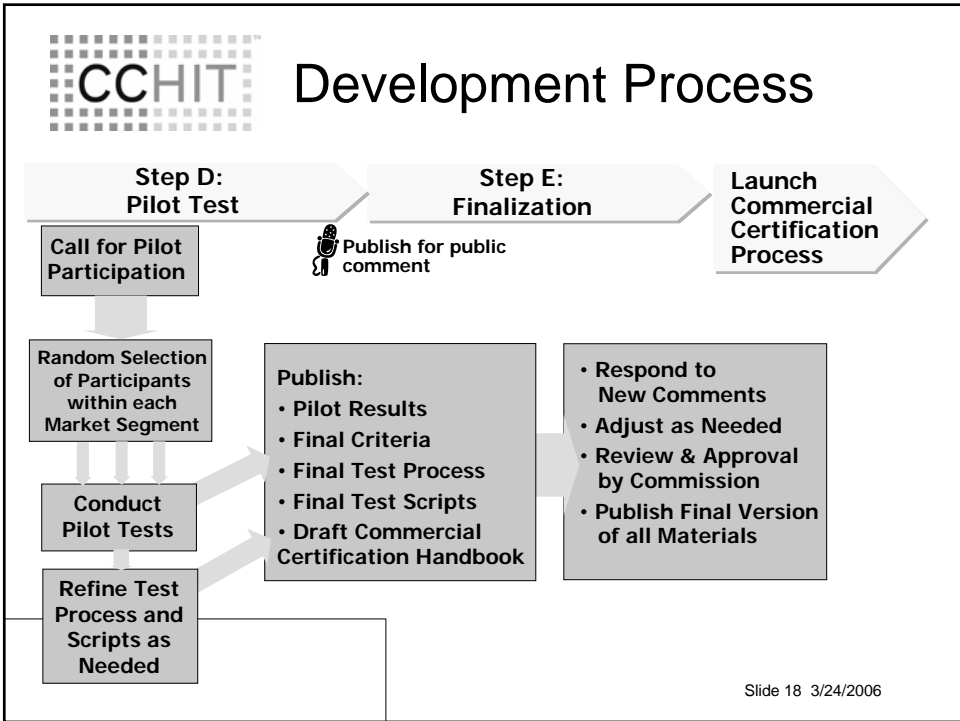 CCHIT™
Development Process
Step D:
Pilot Test
Step E:
Finalization
Launch
Commercial
Certification
Process
Call for Pilot
Participation
Publish for public
comment
Random Selection
of Participants
within each
Market Segment
Conduct
Pilot Tests
Refine Test
Process and
Scripts as
Needed
Publish:
• Pilot Results
• Final Criteria
• Final Test Process
• Final Test Scripts
• Draft Commercial
Certification Handbook
• Respond to
New Comments
• Adjust as Needed
• Review & Approval
by Commission
• Publish Final Version
of all Materials
Slide 18 3/24/2006